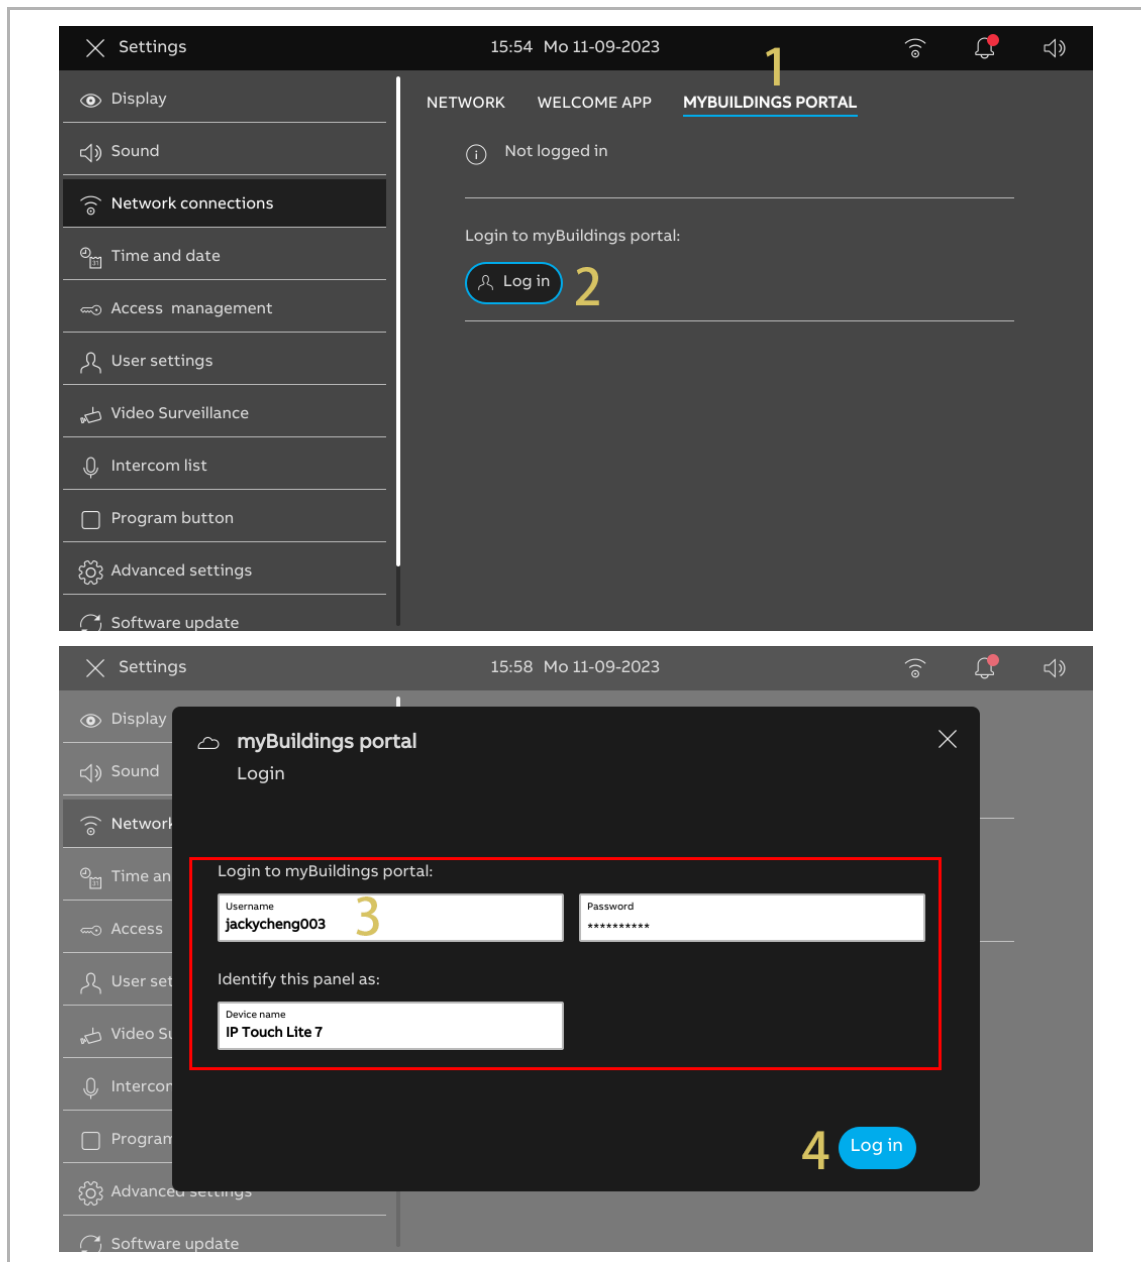 Settings
15:54 Mo 11-09-2023
1
Display
NETWORK WELCOME APP MYBUILDINGS PORTAL
Sound
Not logged in
Network connections
Login to myBuildings portal:
Time and date
Log in 2
Access management
User settings
Video Surveillance
Intercom list
Program button
Advanced settings
Software update
Settings
15:58 Mo 11-09-2023
Display
myBuildings portal
Login
Sound
Network
Time an
Login to myBuildings portal:
Username
jackycheng003
3
Password
**********
Access
User set
Identify this panel as:
Device name
IP Touch Lite 7
Video Su
Intercor
Program
4 Log in
Advanced settings
Software update